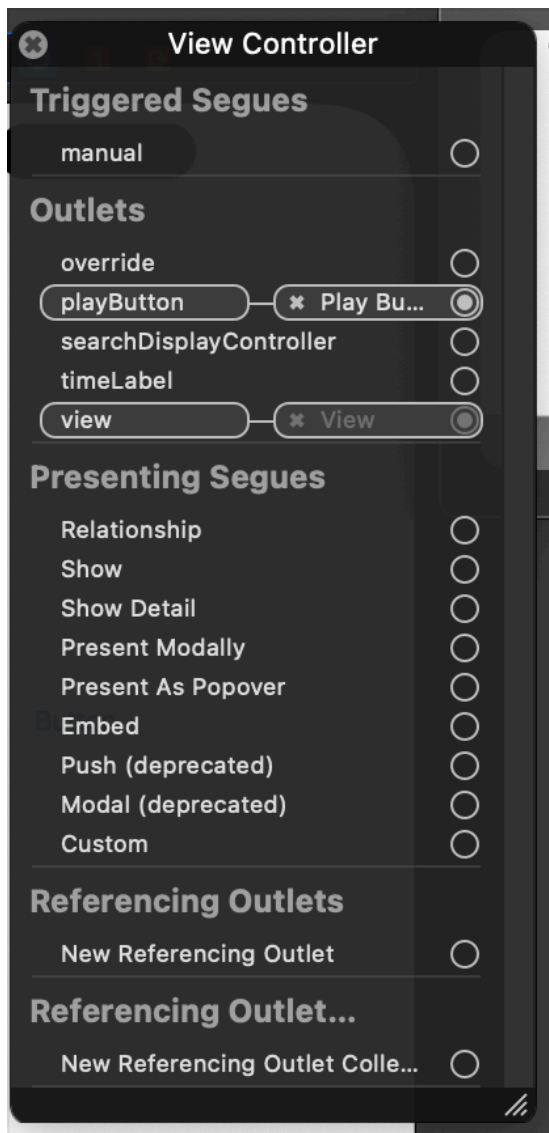 View Controller
Triggered Segues
manual
Outlets
override
playButton Play Bu...
searchDisplayController
timeLabel
view View
Presenting Segues
Relationship
Show
Show Detail
Present Modally
Present As Popover
Embed
Push (deprecated)
Modal (deprecated)
Custom
Referencing Outlets
New Referencing Outlet
Referencing Outlet...
New Referencing Outlet Colle...